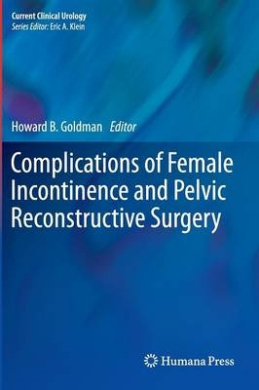 Current Clinical Urology
Series Editor: Eric A. Klein
Howard B. Goldman Editor
Complications of Female
Incontinence and Pelvic
Reconstructive Surgery
Humana Press